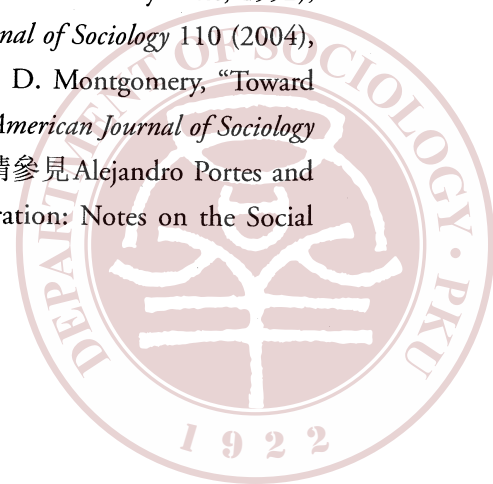 nal of Sociology 110 (2004),
D. Montgomery, “Toward
American Journal of Sociology
請參見Alejandro Portes and
ration: Notes on the Social
DEPARTMENT OF SOCIOLOGY · PKU
1922